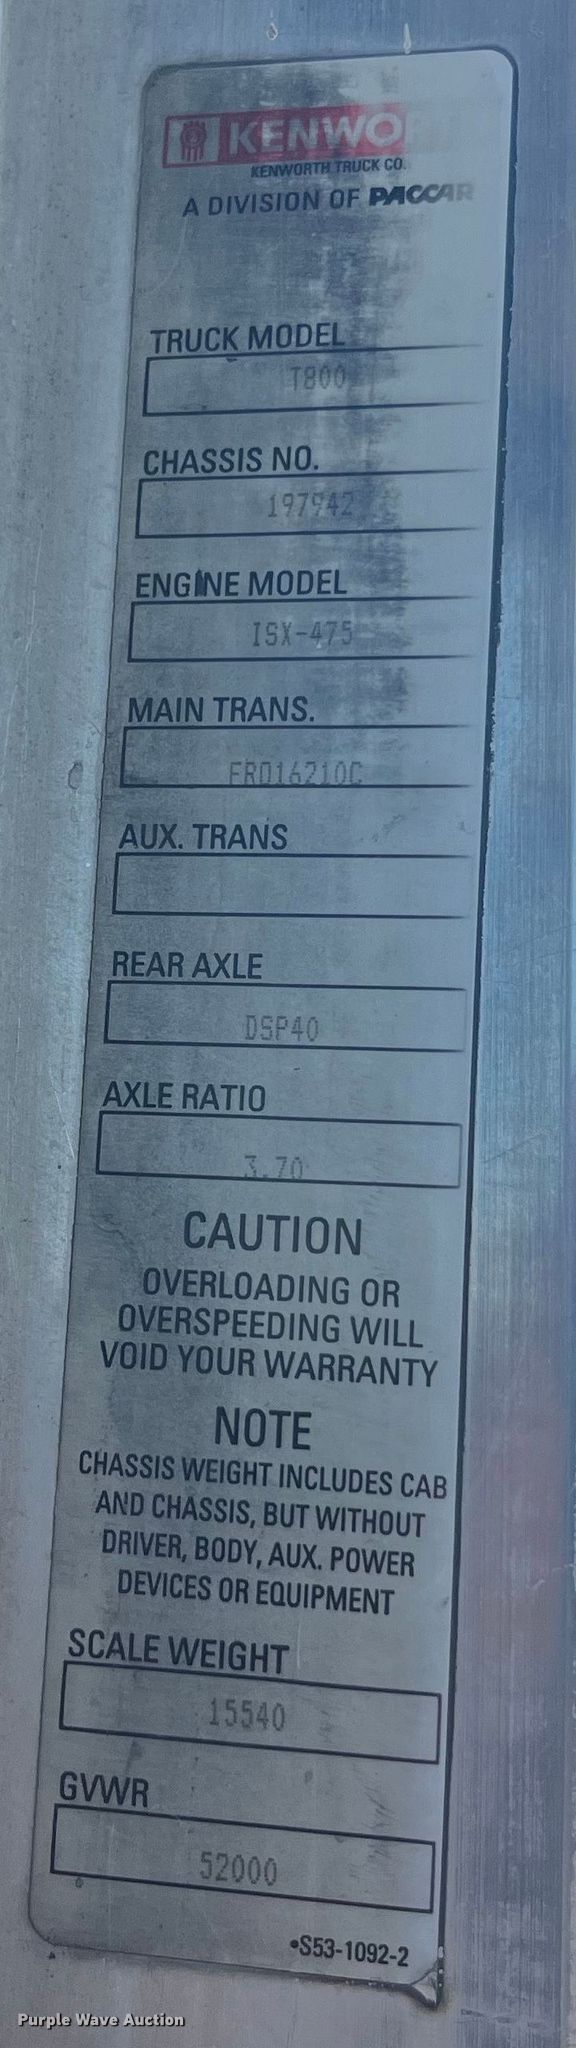 KENWO
KENWORTH TRUCK CO.
A DIVISION OF PACCAR
TRUCK MODEL
T800
CHASSIS NO.
197942
ENGINE MODEL
ISX-475
MAIN TRANS.
FRO16210C
AUX. TRANS
REAR AXLE
DSP40
AXLE RATIO
3.70
CAUTION
OVERLOADING OR
OVERSPEEDING WILL
VOID YOUR WARRANTY
NOTE
CHASSIS WEIGHT INCLUDES CAB
AND CHASSIS, BUT WITHOUT
DRIVER, BODY, AUX. POWER
DEVICES OR EQUIPMENT
SCALE WEIGHT
15540
GVWR
52000
•S53-1092-2
Purple Wave Auction